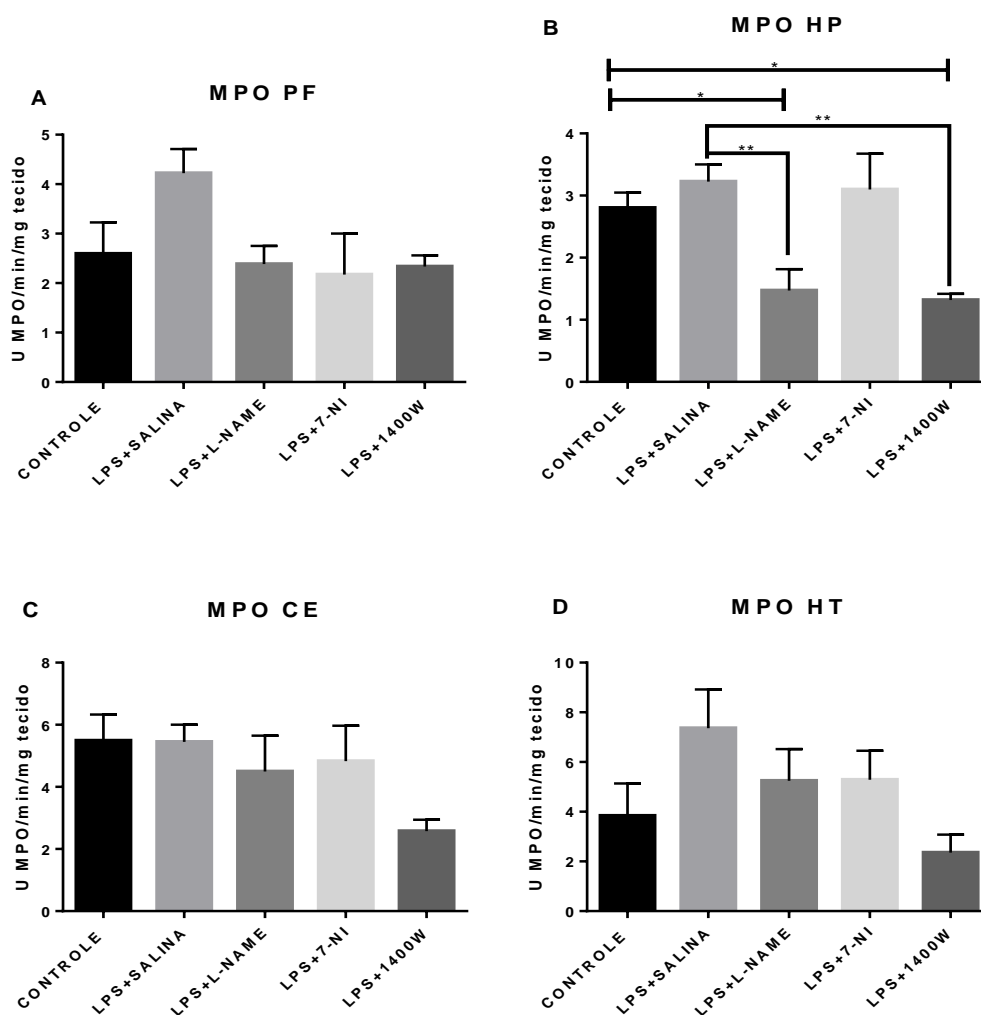 A
MPO PF
U MPO/min/mg tecido
5
4
3
2
1
0
CONTROLE
LPS+SALINA
LPS+L-NAME
LPS+7-NI
LPS+1400W
B
MPO HP
*
*
**
**
U MPO/min/mg tecido
4
3
2
1
0
CONTROLE
LPS+SALINA
LPS+L-NAME
LPS+7-NI
LPS+1400W
C
MPO CE
U MPO/min/mg tecido
8
6
4
2
0
CONTROLE
LPS+SALINA
LPS+L-NAME
LPS+7-NI
LPS+1400W
D
MPO HT
U MPO/min/mg tecido
10
8
6
4
2
0
CONTROLE
LPS+SALINA
LPS+L-NAME
LPS+7-NI
LPS+1400W